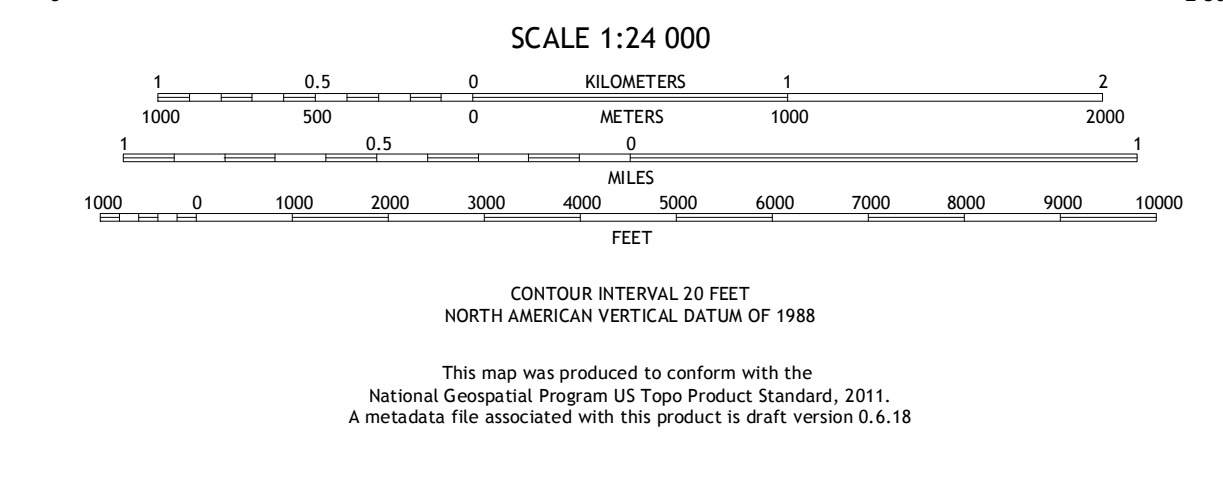 SCALE 1:24 000
1 0.5 0 KILOMETERS 1 2
1000 500 0 METERS 1000 2000
1 0.5 0 1
MILES
1000 0 1000 2000 3000 4000 5000 6000 7000 8000 9000 10000
FEET
CONTOUR INTERVAL 20 FEET
NORTH AMERICAN VERTICAL DATUM OF 1988
This map was produced to conform with the
National Geospatial Program US Topo Product Standard, 2011.
A metadata file associated with this product is draft version 0.6.18